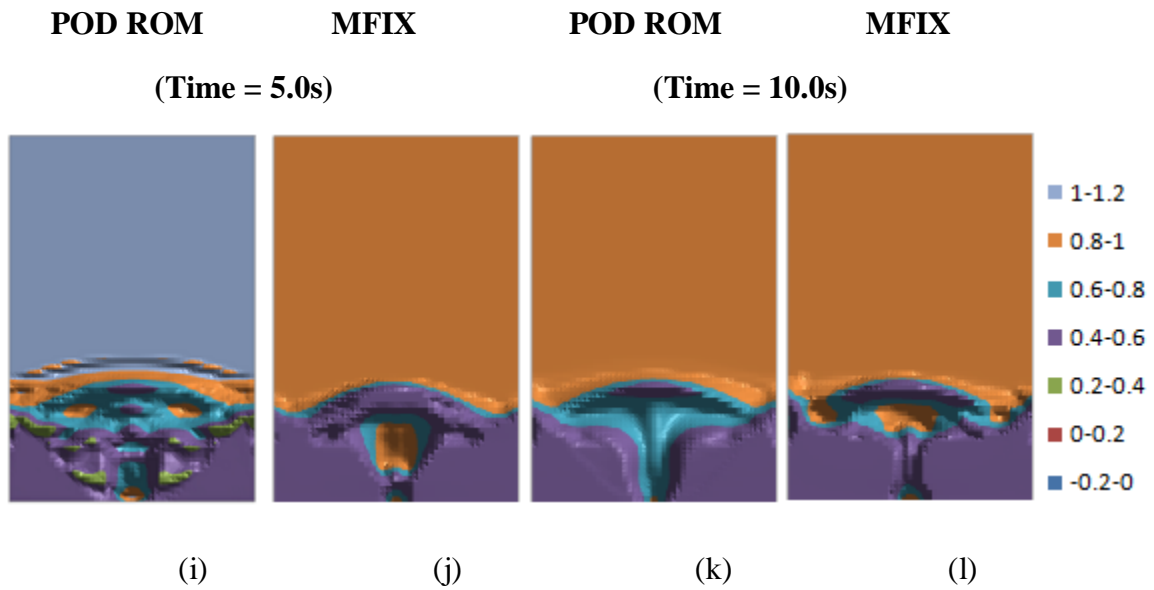 POD ROM MFIX POD ROM MFIX
(Time = 5.0s) (Time = 10.0s)
1-1.2
0.8-1
0.6-0.8
0.4-0.6
0.2-0.4
0-0.2
-0.2-0
(i) (j) (k) (l)